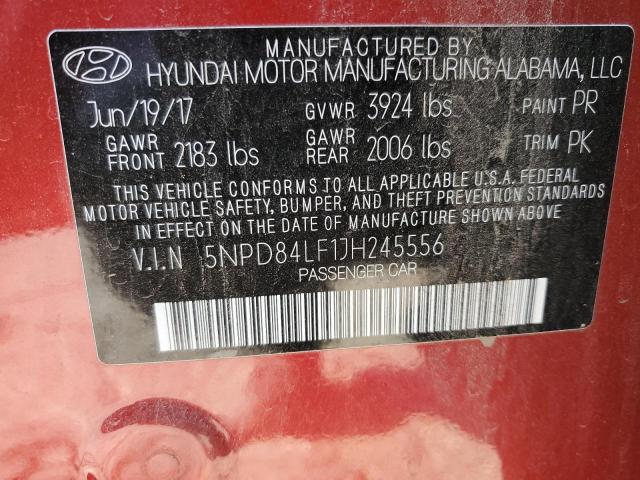 MANUFACTURED BY
HYUNDAI MOTOR MANUFACTURING ALABAMA, LLC
Jun/19/17 GVWR 3924 lbs PAINT PR
GAWR FRONT 2183 lbs GAWR REAR 2006 lbs TRIM PK
THIS VEHICLE CONFORMS TO ALL APPLICABLE U.S.A. FEDERAL
MOTOR VEHICLE SAFETY, BUMPER, AND THEFT PREVENTION STANDARDS
IN EFFECT ON THE DATE OF MANUFACTURE SHOWN ABOVE.
V.I.N 5NPD84LF1JH245556
PASSENGER CAR